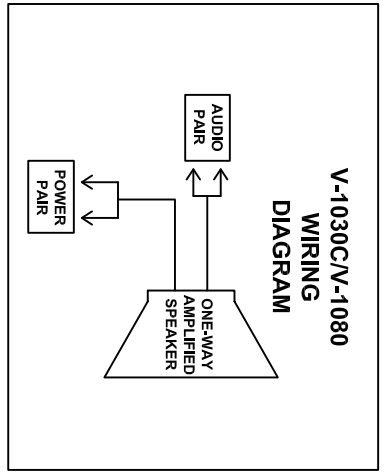 V-1030C/V-1080
WIRING
DIAGRAM
AUDIO
PAIR
POWER
PAIR
ONE-WAY
AMPLIFIED
SPEAKER